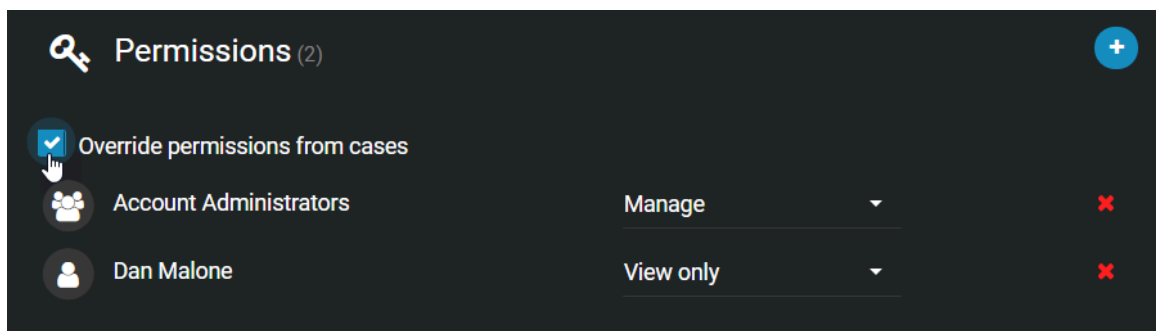 Permissions (2)
Override permissions from cases
Account Administrators Manage
Dan Malone View only